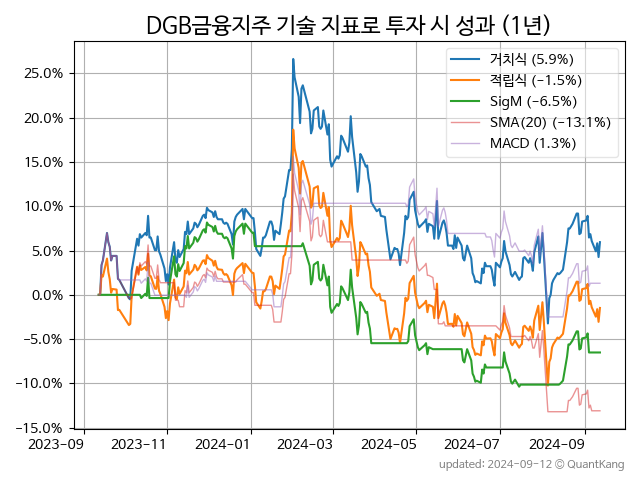 DGB금융지주 기술 지표로 투자 시 성과 (1년)
거치식 (5.9%)
적립식 (−1.5%)
SigM (−6.5%)
SMA(20) (−13.1%)
MACD (1.3%)
25.0%
20.0%
15.0%
10.0%
5.0%
0.0%
−5.0%
−10.0%
−15.0%
2023-09 2023-11 2024-01 2024-03 2024-05 2024-07 2024-09
updated: 2024-09-12 © QuantKang